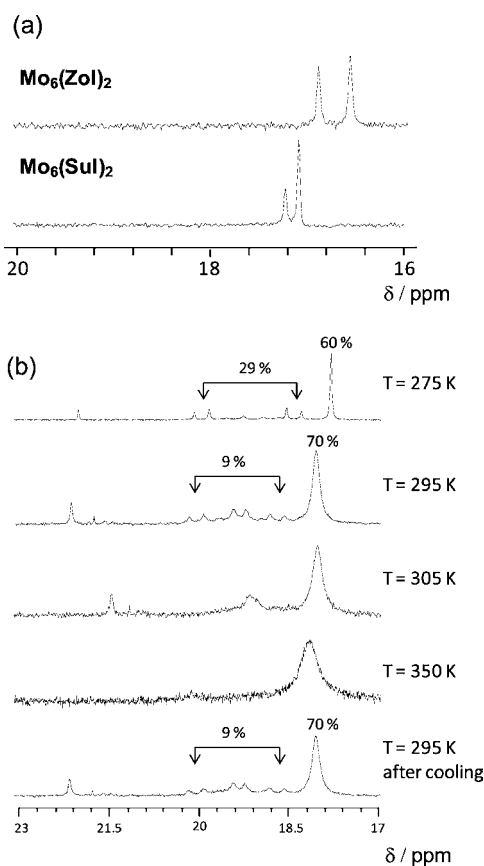 (a)
Mo6(Zol)2
Mo6(Sul)2
20 18 17 16
δ / ppm
(b)
60 %
29 %
T = 275 K
70 %
9 %
T = 295 K
T = 305 K
T = 350 K
70 %
9 %
T = 295 K
after cooling
23 21.5 20 18.5 17
δ / ppm